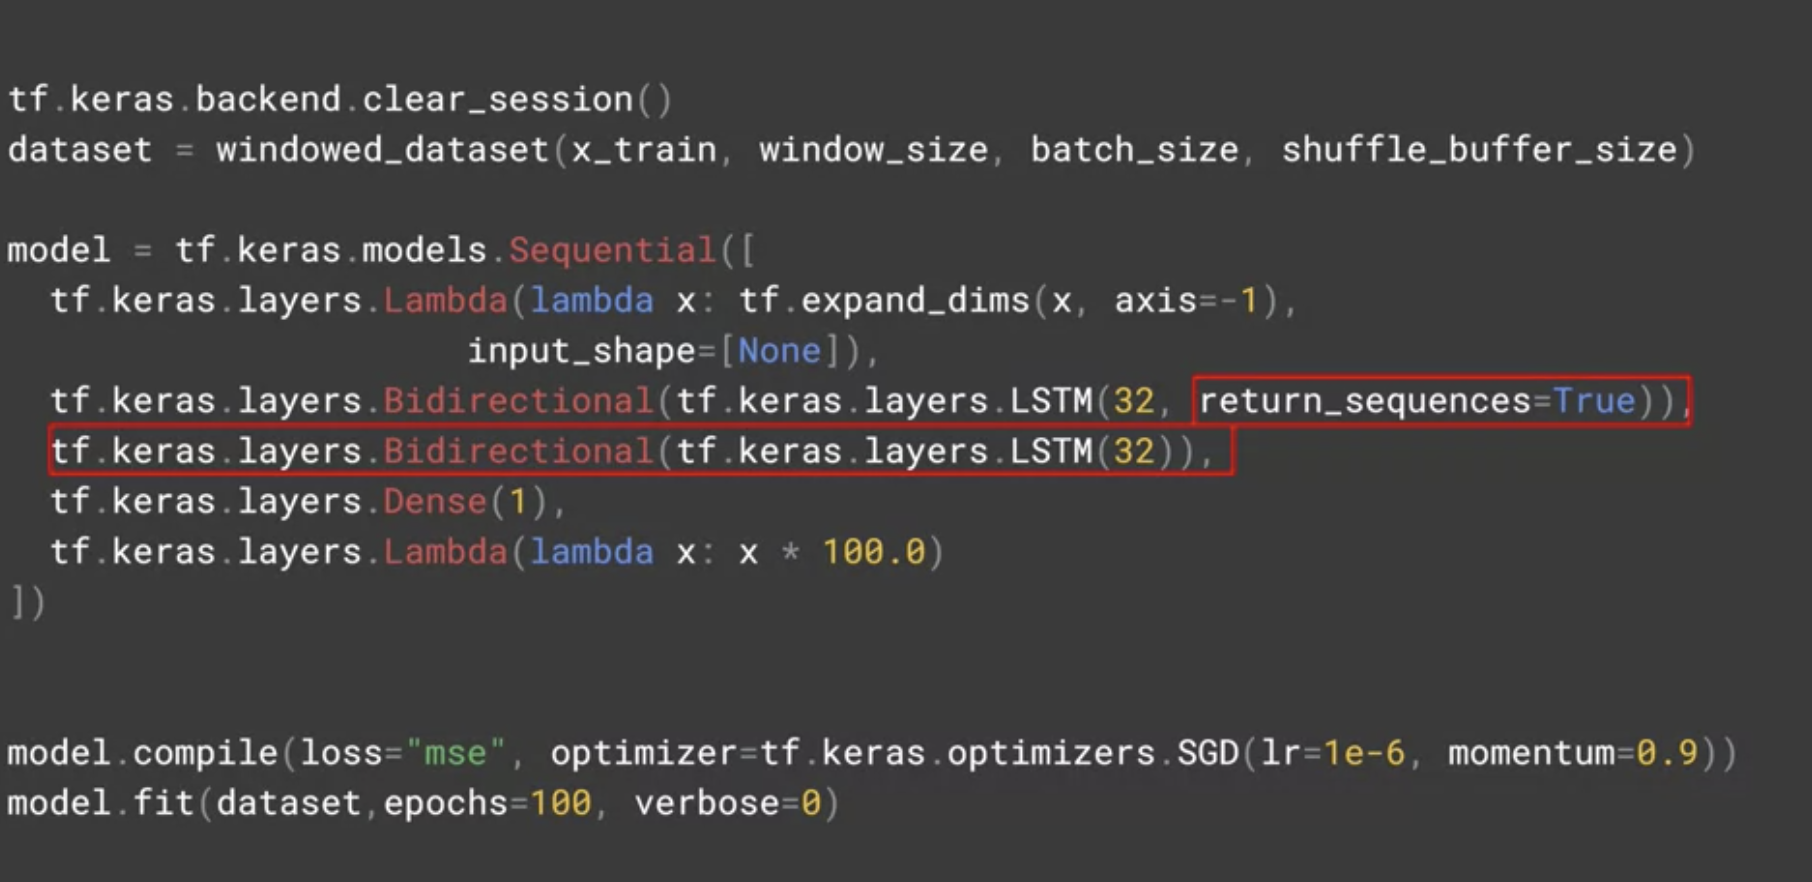 tf.keras.backend.clear_session()
dataset = windowed_dataset(x_train, window_size, batch_size, shuffle_buffer_size)
model = tf.keras.models.Sequential([
  tf.keras.layers.Lambda(lambda x: tf.expand_dims(x, axis=-1),
                      input_shape=[None]),
  tf.keras.layers.Bidirectional(tf.keras.layers.LSTM(32, return_sequences=True)),
  tf.keras.layers.Bidirectional(tf.keras.layers.LSTM(32)),
  tf.keras.layers.Dense(1),
  tf.keras.layers.Lambda(lambda x: x * 100.0)
])
model.compile(loss="mse", optimizer=tf.keras.optimizers.SGD(lr=1e-6, momentum=0.9))
model.fit(dataset,epochs=100, verbose=0)